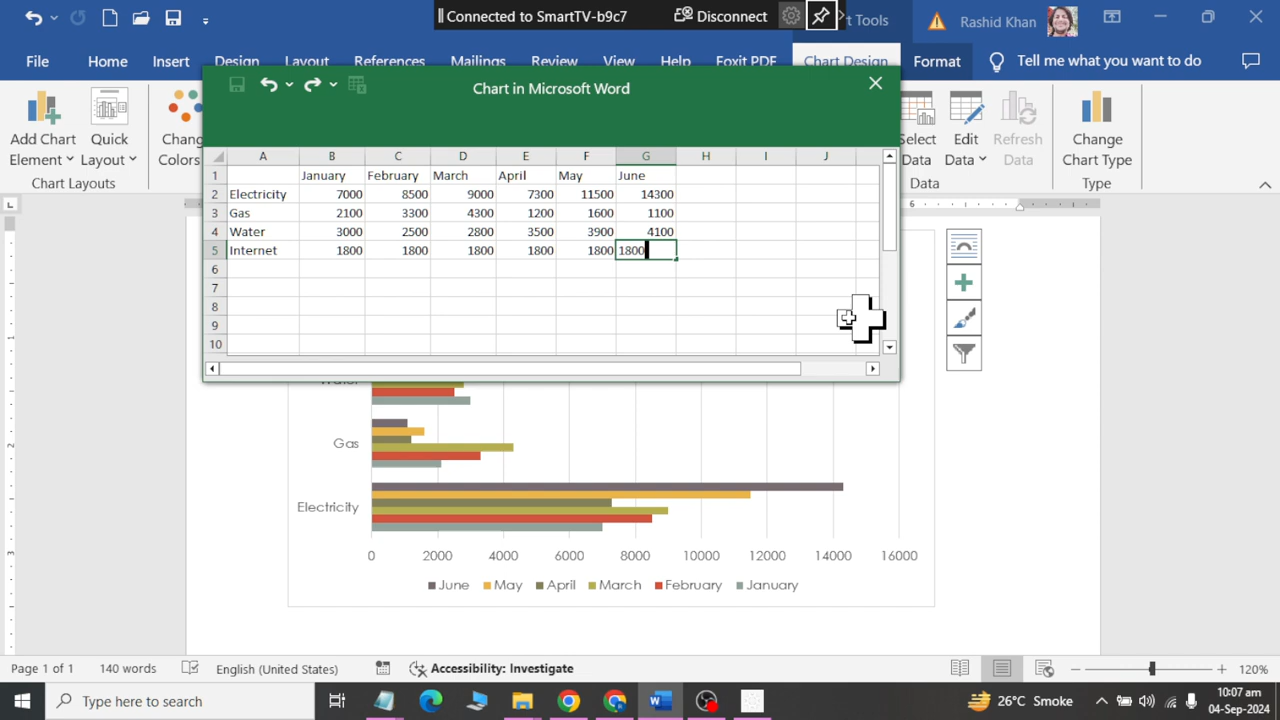 Connected to SmartTV-b9c7
Disconnect
t Tools
Rashid Khan
File
Home
Insert
Design
Layout
References
Mailings
Review
View
Help
Foxit PDF
Chart Design
Format
Tell me what you want to do
Chart in Microsoft Word
Add Chart
Element
Quick
Layout
Chang
Colors
Select
Data
Edit
Data
Refresh
Data
Change
Chart Type
Chart Layouts
Data
Type
A B C D E F G H I J
1 January February March April May June
2 Electricity 7000 8500 9000 7300 11500 14300
3 Gas 2100 3300 4300 1200 1600 1100
4 Water 3000 2500 2800 3500 3900 4100
5 Internet 1800 1800 1800 1800 1800 1800
6
7
8
9
10
6
L
1
2
3
Gas
Electricity
0 2000 4000 6000 8000 10000 12000 14000 16000
June May April March February January
Page 1 of 1
140 words
English (United States)
Accessibility: Investigate
120%
Type here to search
26°C Smoke
10:07 am
04-Sep-2024